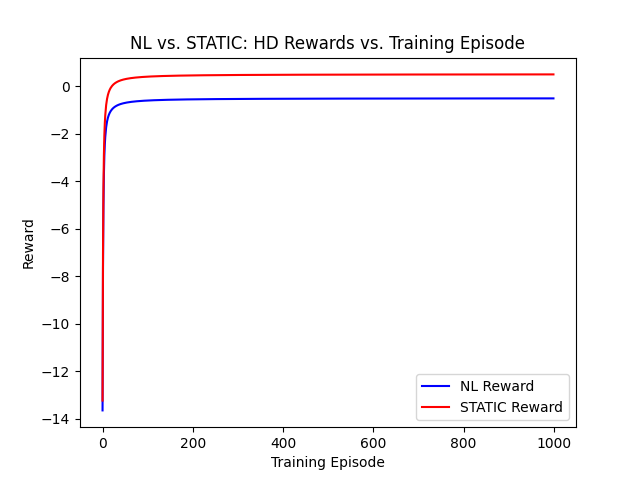 NL vs. STATIC: HD Rewards vs. Training Episode
Reward
0
−2
−4
−6
−8
−10
−12
−14
NL Reward
STATIC Reward
0 200 400 600 800 1000
Training Episode